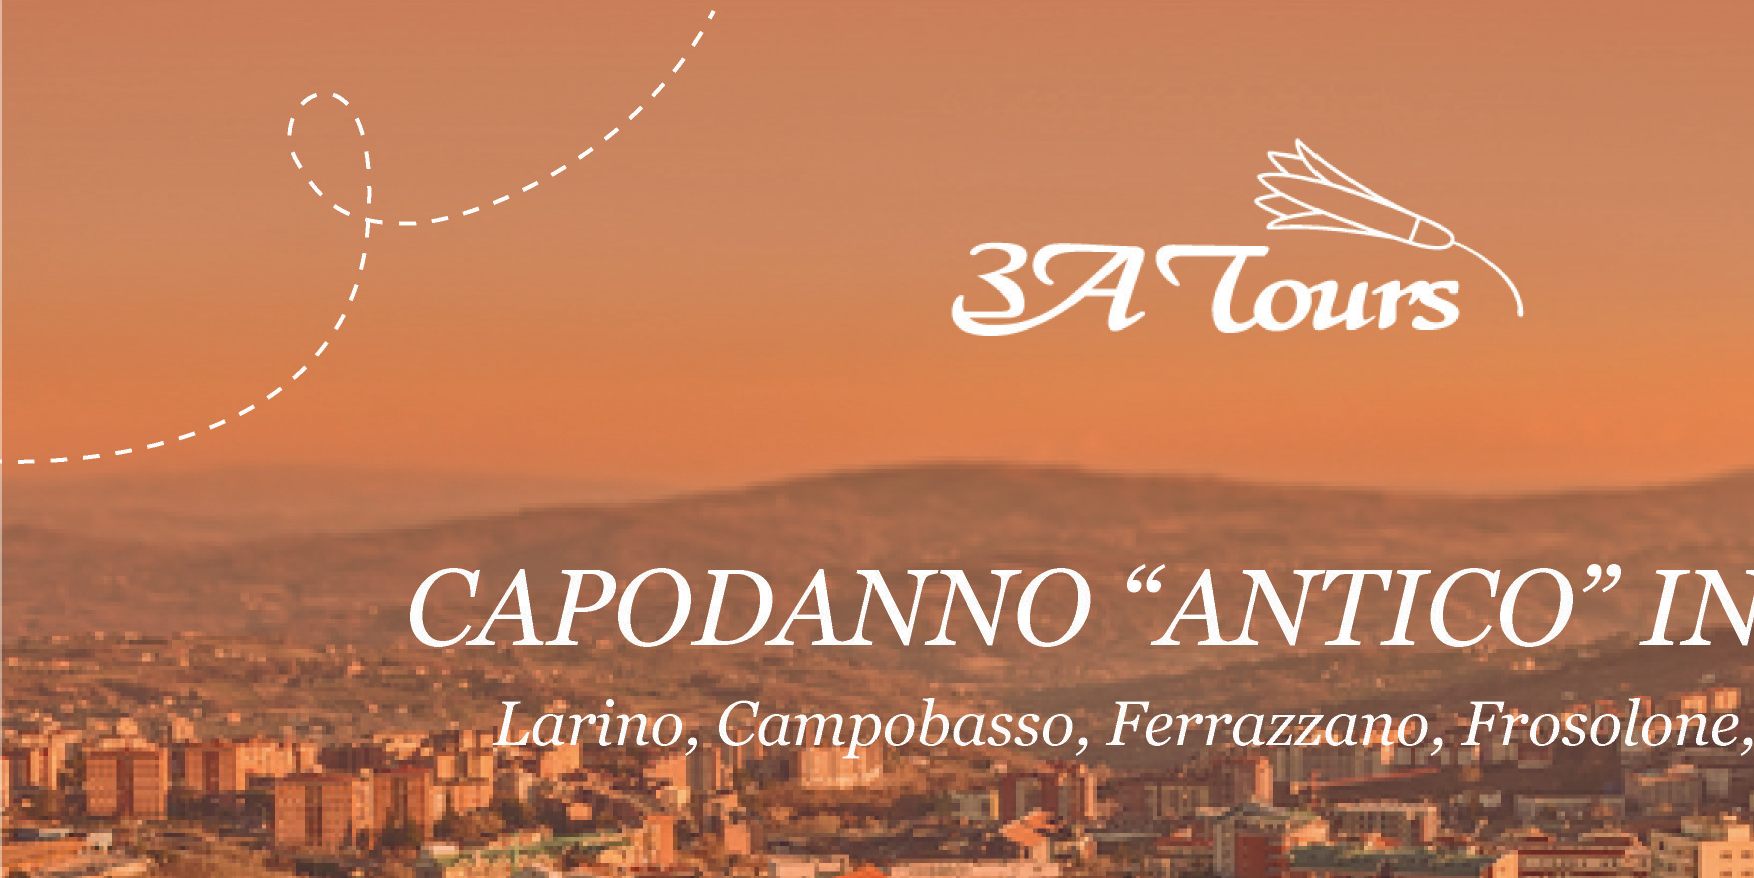 3A Tours
CAPODANNO “ANTICO” IN
Larino, Campobasso, Ferrazzano, Frosolone,